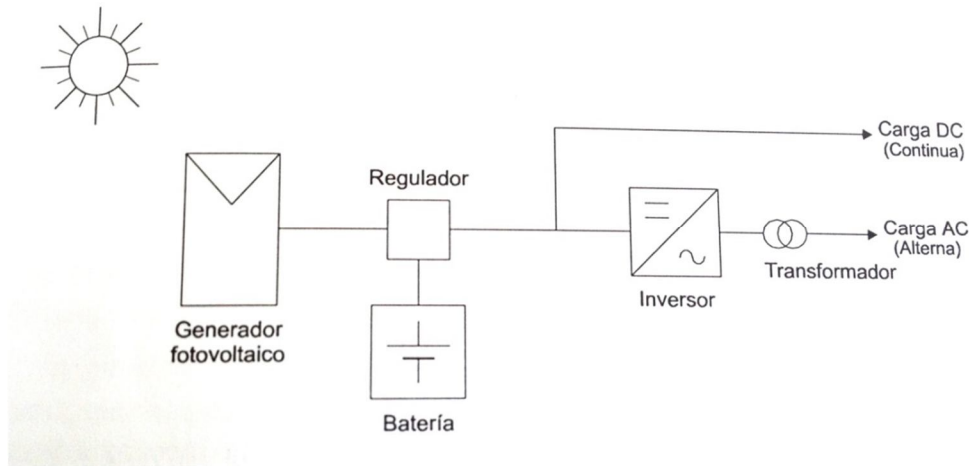 Carga DC
(Continua)
Regulador
Carga AC
(Alterna)
Transformador
Inversor
Generador
fotovoltaico
Batería